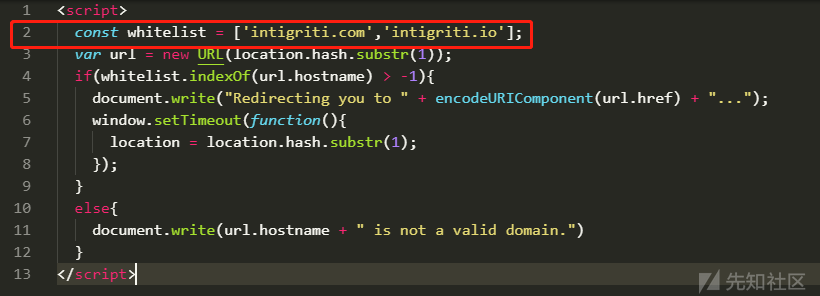 1 <script>
2 const whitelist = ['intigriti.com','intigriti.io'];
3 var url = new URL(location.hash.substr(1));
4 if(whitelist.indexOf(url.hostname) > -1){
5 document.write("Redirecting you to " + encodeURIComponent(url.href) + "...");
6 window.setTimeout(function(){
7 location = location.hash.substr(1);
8 });
9 }
10 else{
11 document.write(url.hostname + " is not a valid domain.")
12 }
13 </script>
先知社区